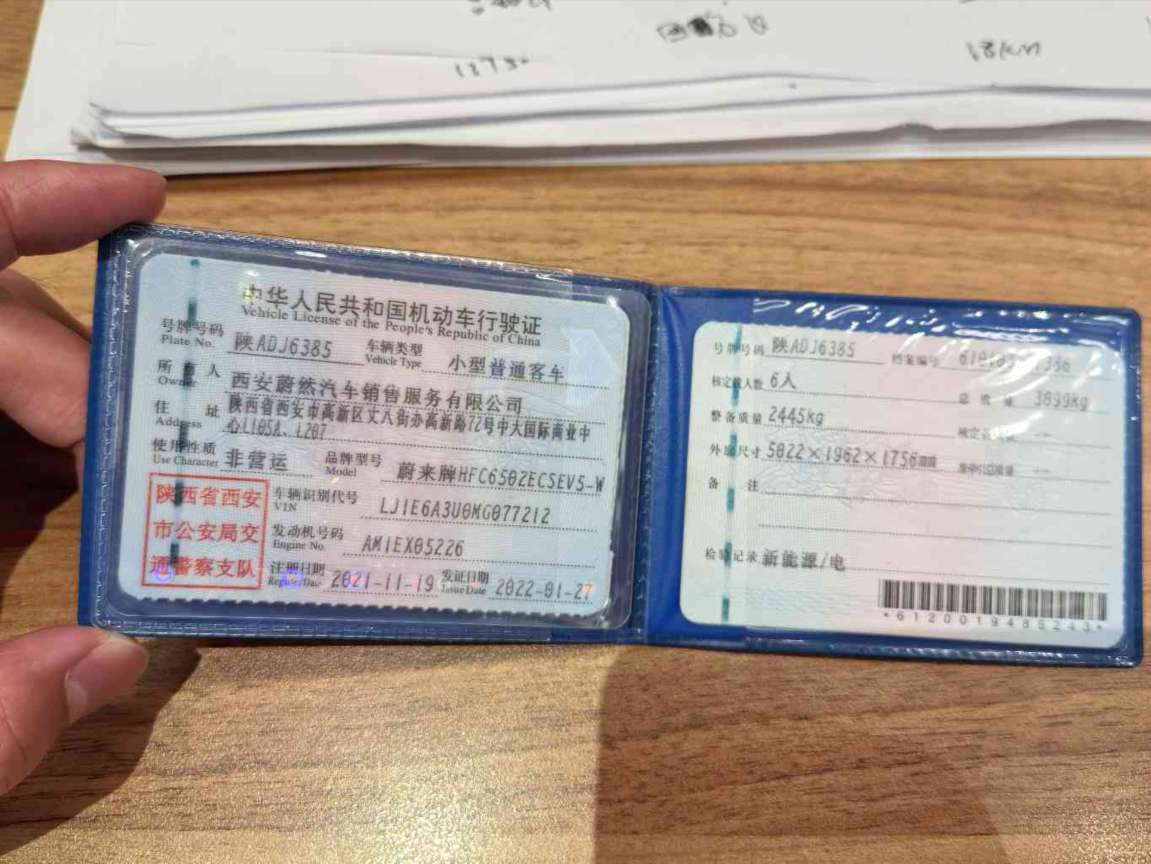 13730
181km
中华人民共和国机动车行驶证
Vehicle License of the People's Republic of China
号牌号码 陕ADJ6385 车辆类型 小型普通客车
Plate No. Vehicle Type
所有人 西安蔚然汽车销售服务有限公司
Owner
住址 陕西省西安市高新区丈八街办高新路72号中大国际商业中
Address 心L105A、L207
使用性质 非营运 品牌型号 蔚来牌HFC6502ECSEV5-W
Use Character Model
陕西省西安
市公安局交
通警察支队
车辆识别代号 LJ1E6A3U0MG077212
VIN
发动机号码 AM1EX05226
Engine No.
注册日期 2021-11-19 发证日期 2022-01-27
Register Date Issue Date
号牌号码 陕ADJ6385 档案编号
核定载人数 6人 总质量 3099kg
整备质量 2445kg
外廓尺寸 5022×1962×1756mm
备注
检验记录 新能源/电
*6120019486243*